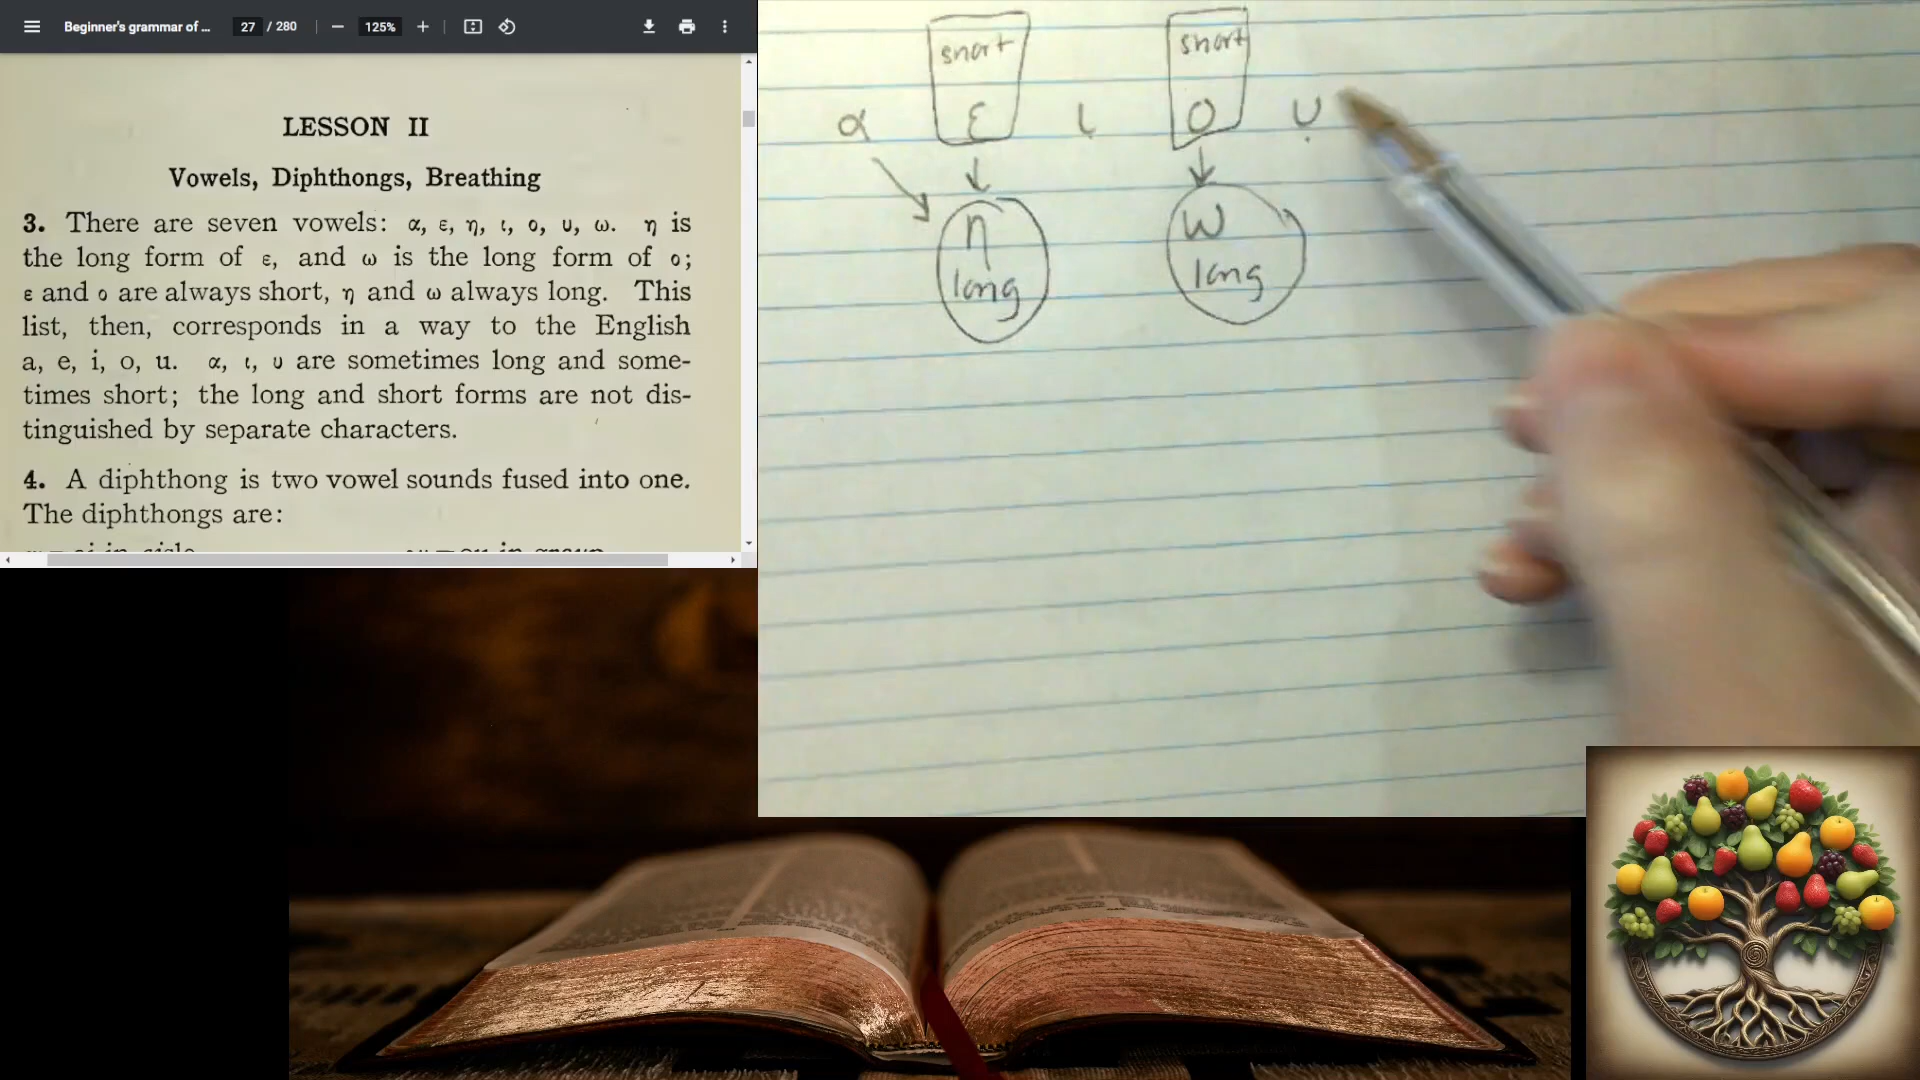 Beginner's grammar of ...
27 / 280
125%
LESSON II
Vowels, Diphthongs, Breathing
3. There are seven vowels: α, ε, η, ι, ο, υ, ω. η is
the long form of ε, and ω is the long form of ο;
ε and ο are always short, η and ω always long. This
list, then, corresponds in a way to the English
a, e, i, o, u. α, ι, υ are sometimes long and some-
times short; the long and short forms are not dis-
tinguished by separate characters.
4. A diphthong is two vowel sounds fused into one.
The diphthongs are:
short short
α ε ι ο υ
η ω
long long